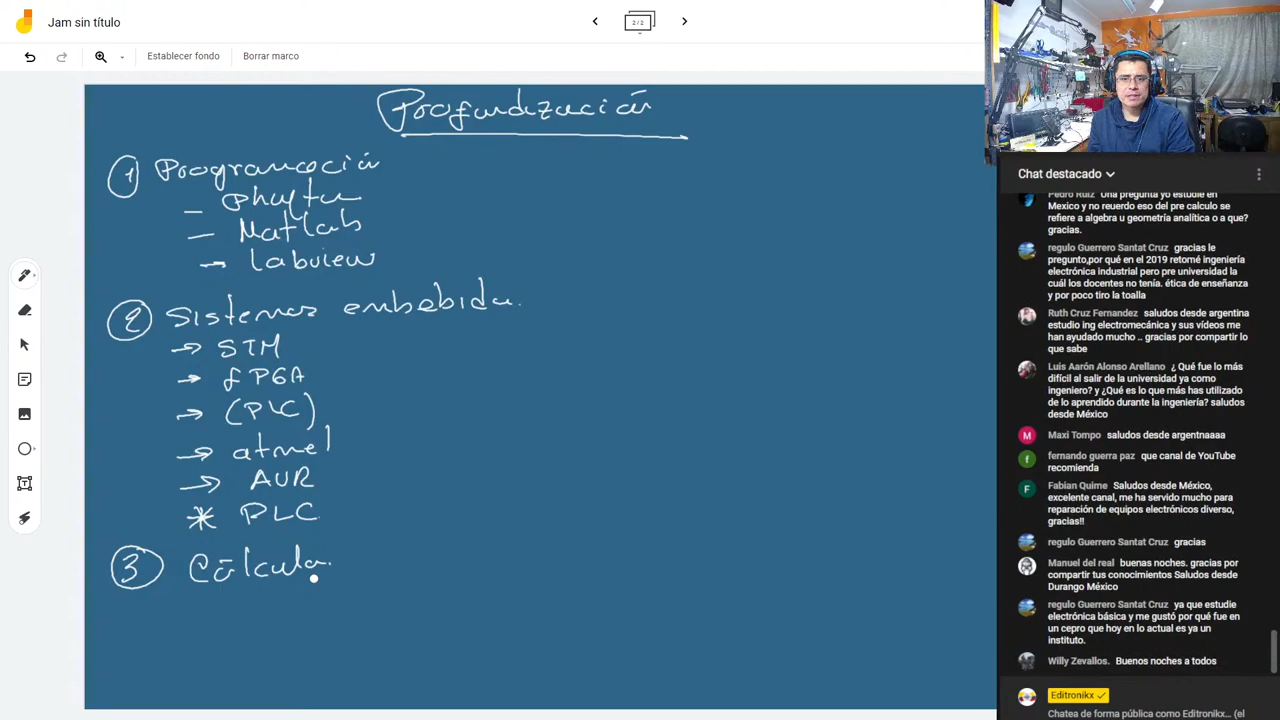 Jam sin título
2/2
Establecer fondo
Borrar marco
Profundización
1 Programación
- Phyton
- Matlab
→ labview
2 Sistemas embebidu.
→ STM
→ FPGA
→ (PLC)
→ atmel
→ AVR
* PLC
3 Cálculo.
Chat destacado
Pedro Ruiz Una pregunta yo estudie en
Mexico y no reuerdo eso del pre calculo se
refiere a algebra u geometría analítica o a que?
gracias.
regulo Guerrero Santat Cruz gracias le
pregunto,por qué en el 2019 retomé ingeniería
electrónica industrial pero pre universidad la
cuál los docentes no tenía. ética de enseñanza
y por poco tiro la toalla
Ruth Cruz Fernandez saludos desde argentina
estudio ing electromecánica y sus vídeos me
han ayudado mucho .. gracias por compartir lo
que sabe
Luis Aarón Alonso Arellano ¿ Qué fue lo más
difícil al salir de la universidad ya como
ingeniero? y ¿Qué es lo que más has utilizado
de lo aprendido durante la ingeniería? saludos
desde México
M Maxi Tompo saludos desde argentnaaaa
f fernando guerra paz que canal de YouTube
recomienda
F Fabian Quime Saludos desde México,
excelente canal, me ha servido mucho para
reparación de equipos electrónicos diverso,
gracias!!
regulo Guerrero Santat Cruz gracias
Manuel del real buenas noches. gracias por
compartir tus conocimientos Saludos desde
Durango México
regulo Guerrero Santat Cruz ya que estudie
electrónica básica y me gustó por qué fue en
un cepro que hoy en lo actual es ya un
instituto.
Willy Zevallos. Buenos noches a todos
Editronikx
Chatea de forma pública como Editronikx... (el